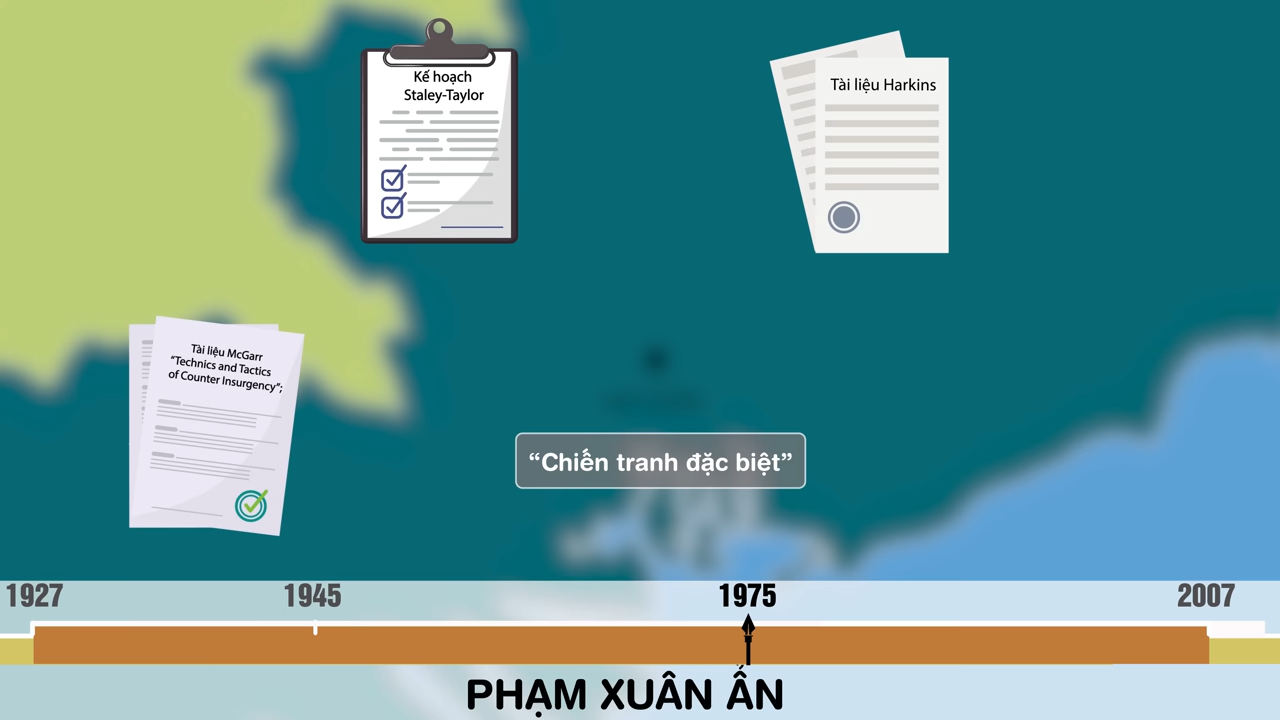 Kế hoạch
Staley-Taylor
Tài liệu Harkins
Tài liệu McGarr
“Technics and Tactics
of Counter Insurgency”;
“Chiến tranh đặc biệt”
1927
1945
1975
2007
PHẠM XUÂN ẨN